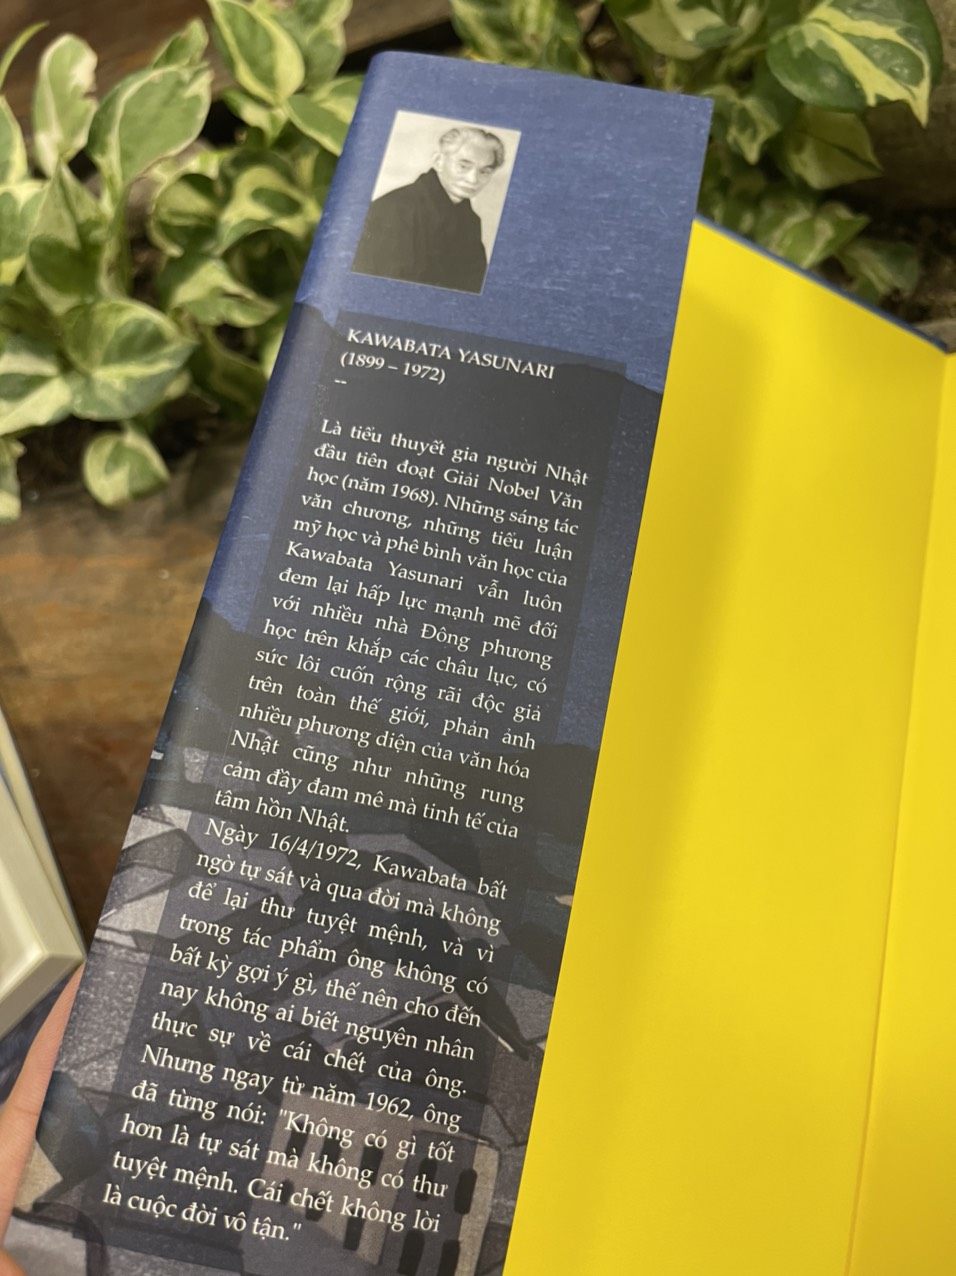 KAWABATA YASUNARI
(1899 – 1972)
--
Là tiểu thuyết gia người Nhật
đầu tiên đoạt Giải Nobel Văn
học (năm 1968). Những sáng tác
văn chương, những tiểu luận
mỹ học và phê bình văn học của
Kawabata Yasunari vẫn luôn
đem lại hấp lực mạnh mẽ đối
với nhiều nhà Đông phương
học trên khắp các châu lục, có
sức lôi cuốn rộng rãi độc giả
trên toàn thế giới, phản ảnh
nhiều phương diện của văn hóa
Nhật cũng như những rung
cảm đầy đam mê mà tinh tế của
tâm hồn Nhật.
Ngày 16/4/1972, Kawabata bất
ngờ tự sát và qua đời mà không
để lại thư tuyệt mệnh, và vì
trong tác phẩm ông không có
bất kỳ gợi ý gì, thế nên cho đến
nay không ai biết nguyên nhân
thực sự về cái chết của ông.
Nhưng ngay từ năm 1962, ông
đã từng nói: "Không có gì tốt
hơn là tự sát mà không có thư
tuyệt mệnh. Cái chết không lời
là cuộc đời vô tận."